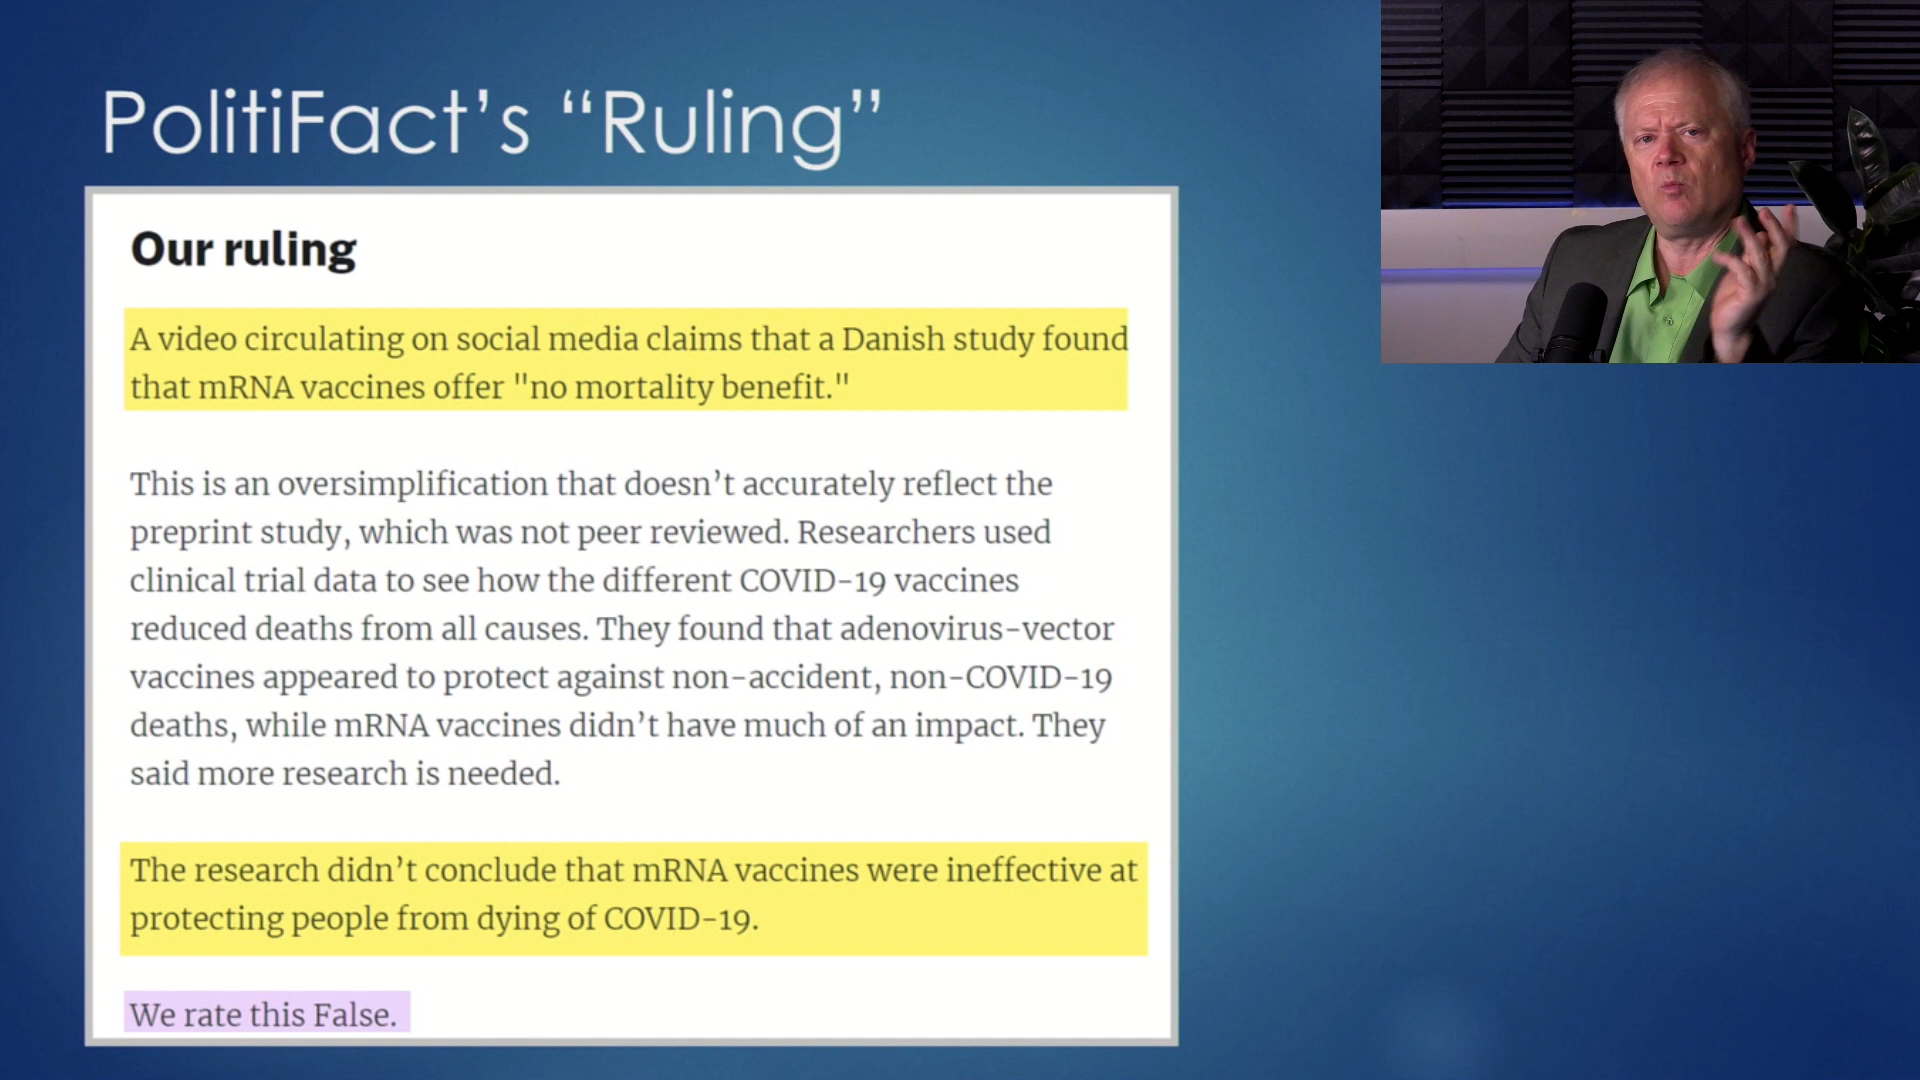 PolitiFact’s “Ruling”
Our ruling
A video circulating on social media claims that a Danish study found
that mRNA vaccines offer "no mortality benefit."
This is an oversimplification that doesn’t accurately reflect the
preprint study, which was not peer reviewed. Researchers used
clinical trial data to see how the different COVID-19 vaccines
reduced deaths from all causes. They found that adenovirus-vector
vaccines appeared to protect against non-accident, non-COVID-19
deaths, while mRNA vaccines didn’t have much of an impact. They
said more research is needed.
The research didn’t conclude that mRNA vaccines were ineffective at
protecting people from dying of COVID-19.
We rate this False.